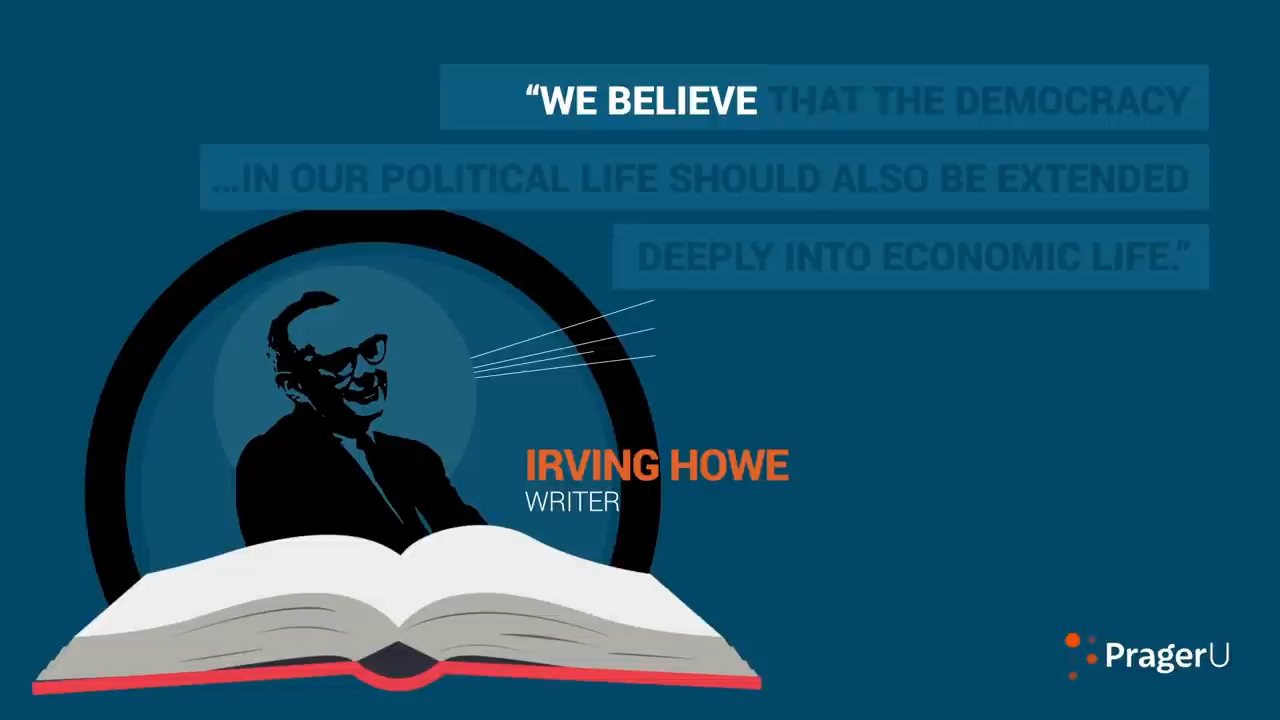 “WE BELIEVE THAT THE DEMOCRACY
...IN OUR POLITICAL LIFE SHOULD ALSO BE EXTENDED
DEEPLY INTO ECONOMIC LIFE.”
IRVING HOWE
WRITER
PragerU